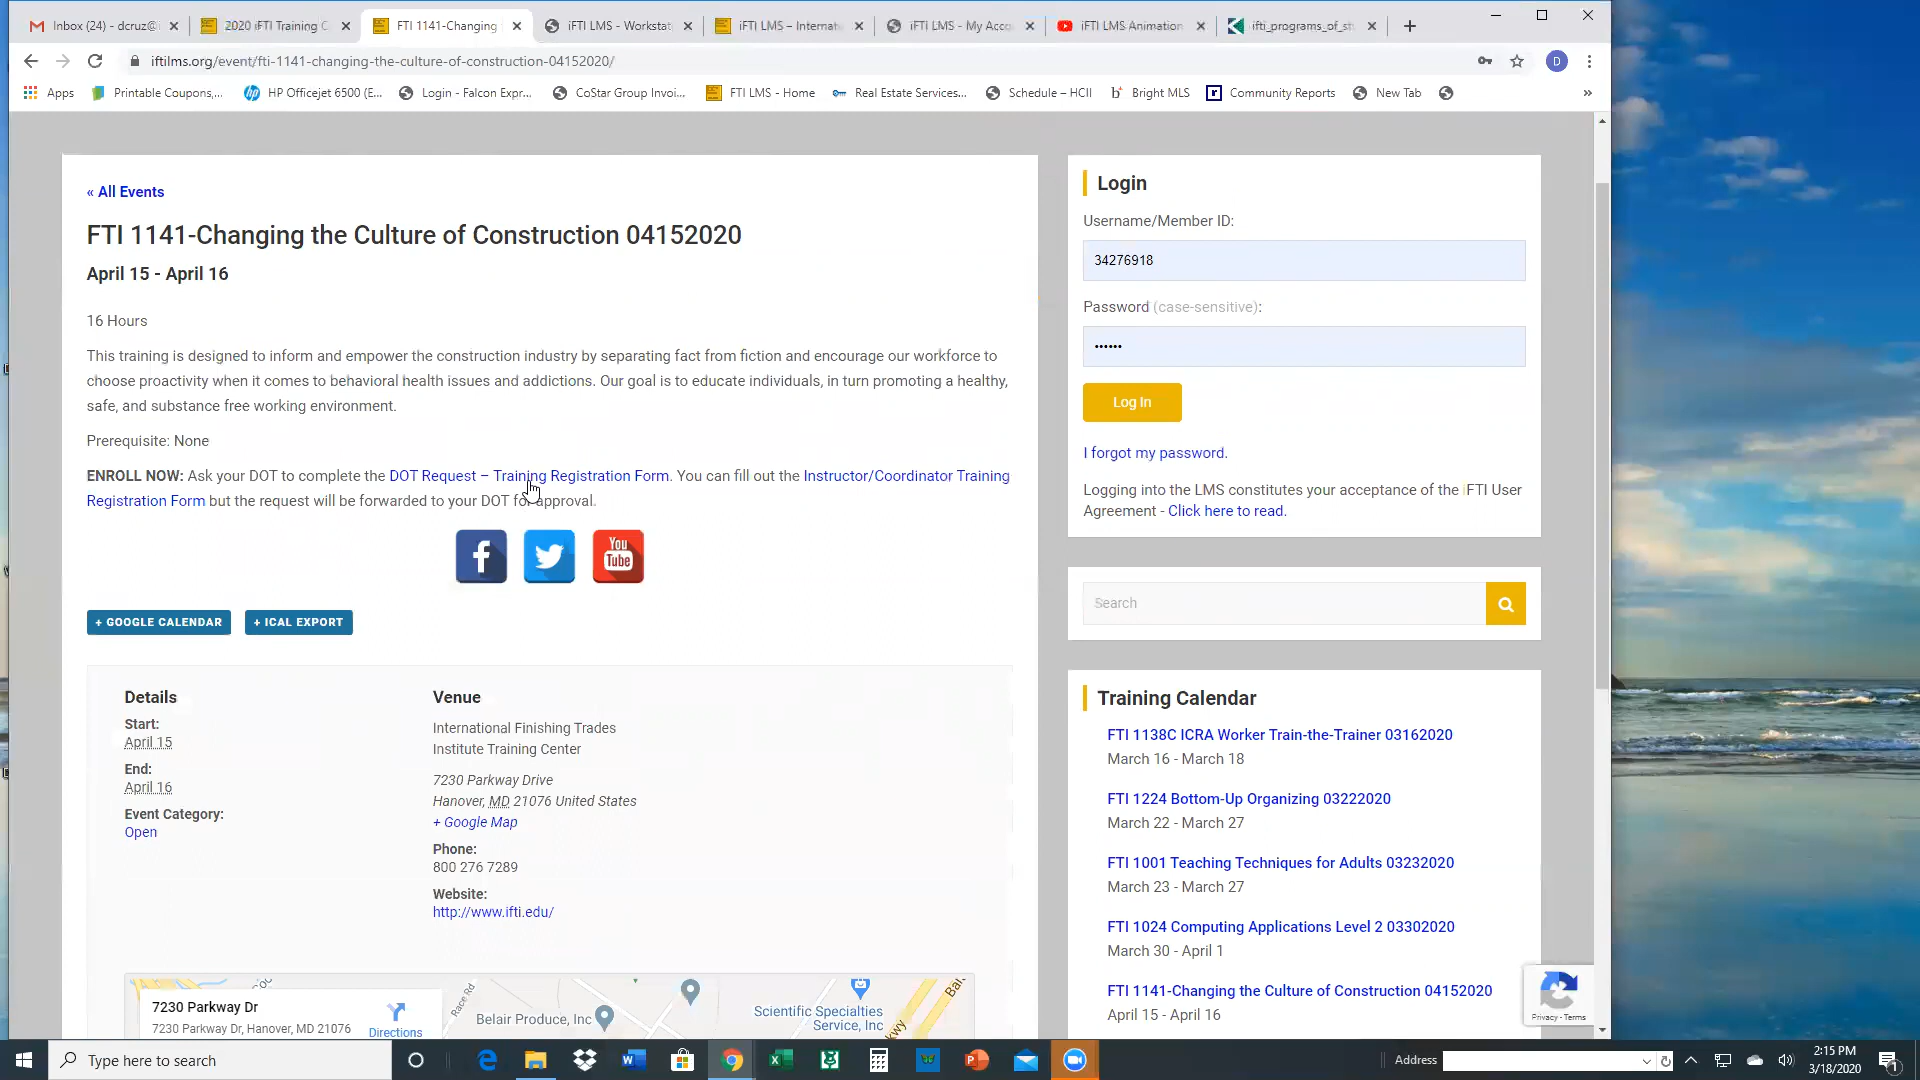 Inbox (24) - dcruz@
2020 iFTI Training C
FTI 1141-Changing
iFTI LMS - Workstat
iFTI LMS – Internati
iFTI LMS - My Acco
iFTI LMS Animation
ifti_programs_of_st
iftilms.org/event/fti-1141-changing-the-culture-of-construction-04152020/
D
Apps
Printable Coupons,...
HP Officejet 6500 (E...
Login - Falcon Expr...
CoStar Group Invoi...
FTI LMS - Home
Real Estate Services...
Schedule – HCII
Bright MLS
Community Reports
New Tab
»
« All Events
FTI 1141-Changing the Culture of Construction 04152020
April 15 - April 16
16 Hours
This training is designed to inform and empower the construction industry by separating fact from fiction and encourage our workforce to
choose proactivity when it comes to behavioral health issues and addictions. Our goal is to educate individuals, in turn promoting a healthy,
safe, and substance free working environment.
Prerequisite: None
ENROLL NOW: Ask your DOT to complete the DOT Request – Training Registration Form. You can fill out the Instructor/Coordinator Training
Registration Form but the request will be forwarded to your DOT for approval.
You
Tube
+ GOOGLE CALENDAR
+ ICAL EXPORT
Details
Start:
April 15
End:
April 16
Event Category:
Open
Venue
International Finishing Trades
Institute Training Center
7230 Parkway Drive
Hanover, MD 21076 United States
+ Google Map
Phone:
800 276 7289
Website:
http://www.ifti.edu/
7230 Parkway Dr
7230 Parkway Dr, Hanover, MD 21076
Directions
Race Rd
Belair Produce, Inc
Scientific Specialties
Service, Inc
Login
Username/Member ID:
34276918
Password (case-sensitive):
••••••
Log In
I forgot my password.
Logging into the LMS constitutes your acceptance of the iFTI User
Agreement - Click here to read.
Search
Training Calendar
FTI 1138C ICRA Worker Train-the-Trainer 03162020
March 16 - March 18
FTI 1224 Bottom-Up Organizing 03222020
March 22 - March 27
FTI 1001 Teaching Techniques for Adults 03232020
March 23 - March 27
FTI 1024 Computing Applications Level 2 03302020
March 30 - April 1
FTI 1141-Changing the Culture of Construction 04152020
April 15 - April 16
Privacy - Terms
Type here to search
Address
2:15 PM
3/18/2020
1